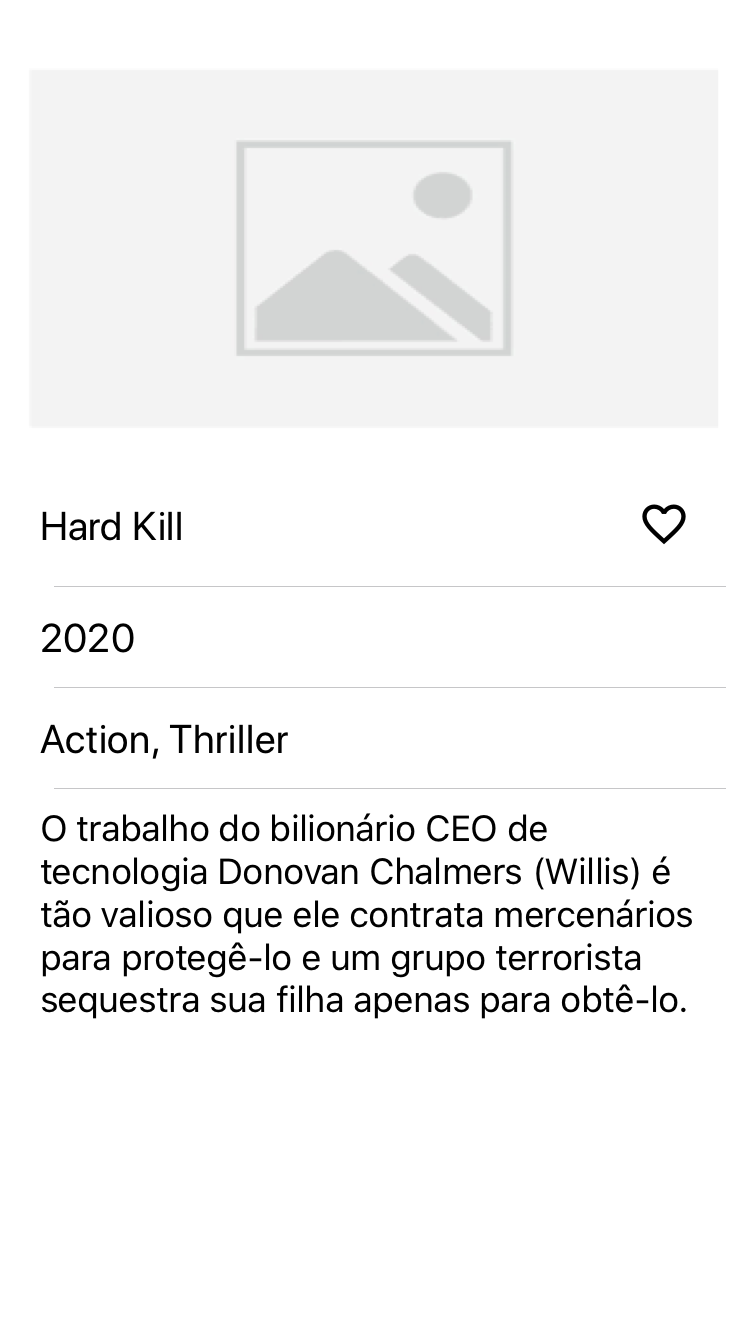 Hard Kill
2020
Action, Thriller
O trabalho do bilionário CEO de
tecnologia Donovan Chalmers (Willis) é
tão valioso que ele contrata mercenários
para protegê-lo e um grupo terrorista
sequestra sua filha apenas para obtê-lo.